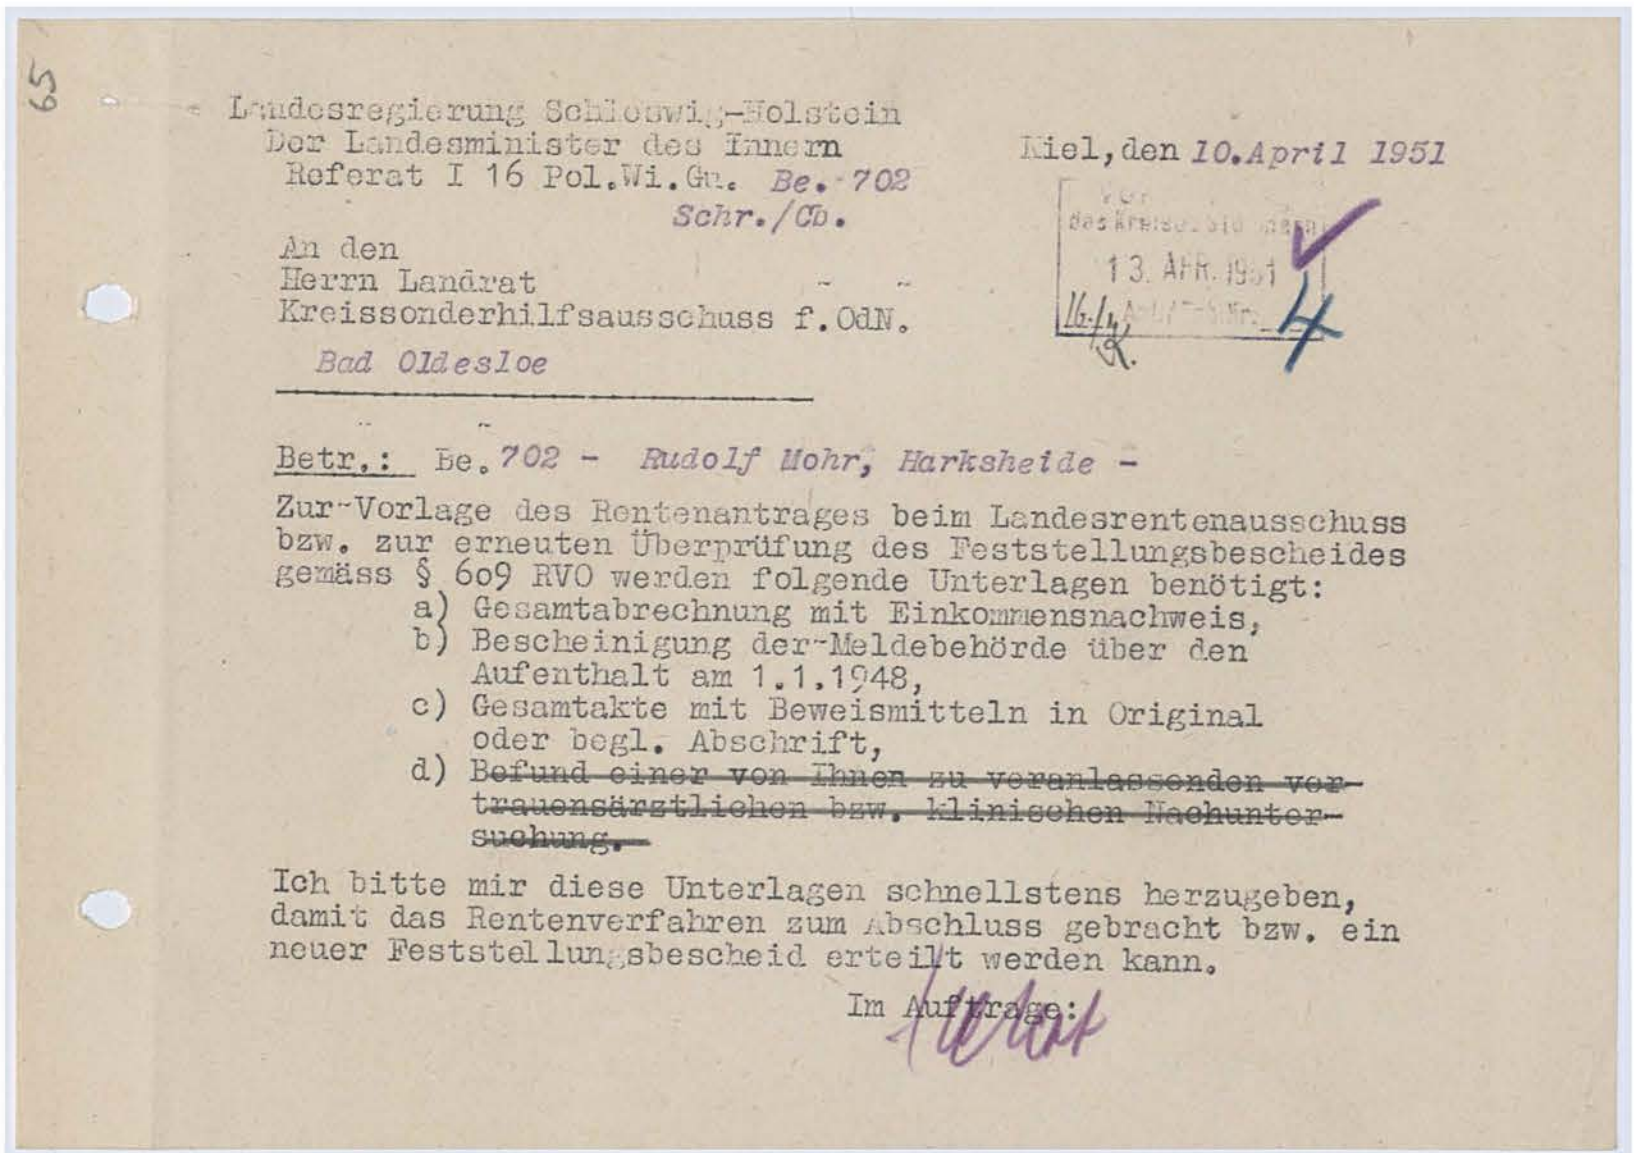 65
Landesregierung Schleswig-Holstein
Der Landesminister des Innern
Referat I 16 Pol.Wi.Gu. Be. 702
Schr./Cb.
Kiel, den 10.April 1951
das Kreis
13. APR. 1951
4
An den
Herrn Landrat
Kreissonderhilfsausschuss f.OdN.
Bad Oldesloe
Betr.: Be. 702 - Rudolf Mohr, Harksheide -
Zur Vorlage des Rentenantrages beim Landesrentenausschuss
bzw. zur erneuten Überprüfung des Feststellungsbescheides
gemäss § 6o9 RVO werden folgende Unterlagen benötigt:
a) Gesamtabrechnung mit Einkommensnachweis,
b) Bescheinigung der Meldebehörde über den
Aufenthalt am 1.1.1948,
c) Gesamtakte mit Beweismitteln in Original
oder begl. Abschrift,
d) Befund einer von Ihnen zu veranlassenden ver-
trauensärztlichen bzw. klinischen Nachunter-
suchung.
Ich bitte mir diese Unterlagen schnellstens herzugeben,
damit das Rentenverfahren zum Abschluss gebracht bzw. ein
neuer Feststellungsbescheid erteilt werden kann.
Im Auftrage: